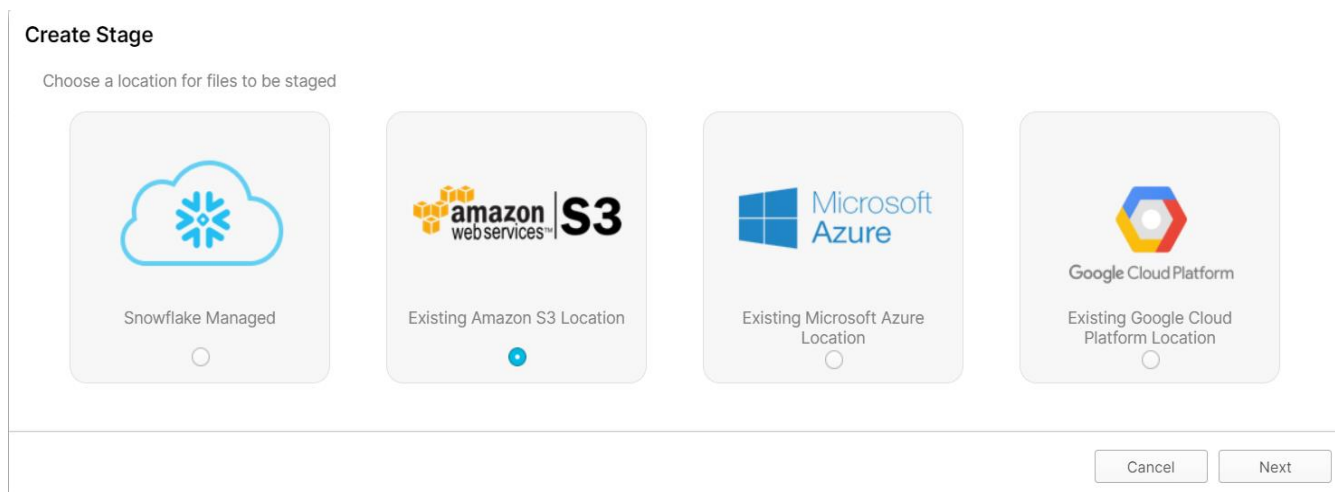 Create Stage
Choose a location for files to be staged
amazon
web services™
S3
Microsoft
Azure
Google Cloud Platform
Snowflake Managed
Existing Amazon S3 Location
Existing Microsoft Azure
Location
Existing Google Cloud
Platform Location
Cancel
Next